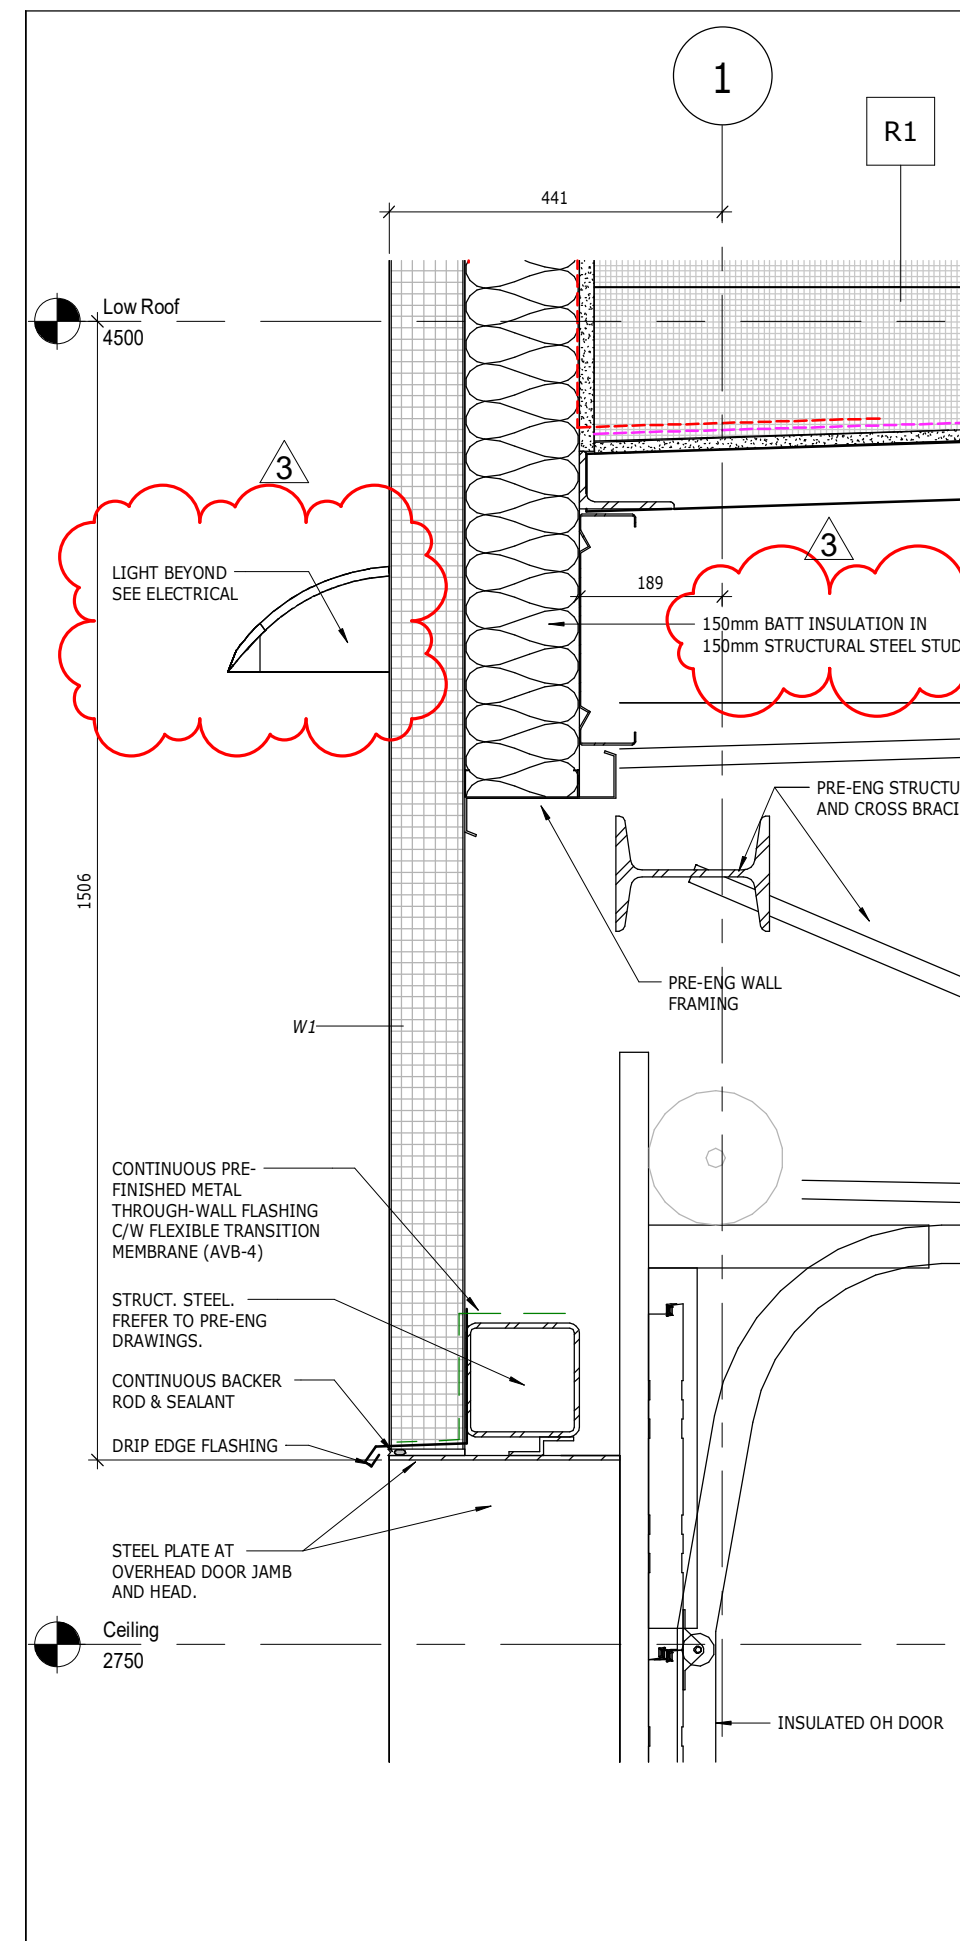 1
R1
441
Low Roof
4500
3
3
LIGHT BEYOND
SEE ELECTRICAL
189
150mm BATT INSULATION IN
150mm STRUCTURAL STEEL STUD
PRE-ENG STRUCTU
AND CROSS BRACI
1506
PRE-ENG WALL
FRAMING
W1
CONTINUOUS PRE-
FINISHED METAL
THROUGH-WALL FLASHING
C/W FLEXIBLE TRANSITION
MEMBRANE (AVB-4)
STRUCT. STEEL.
FREFER TO PRE-ENG
DRAWINGS.
CONTINUOUS BACKER
ROD & SEALANT
DRIP EDGE FLASHING
STEEL PLATE AT
OVERHEAD DOOR JAMB
AND HEAD.
Ceiling
2750
INSULATED OH DOOR